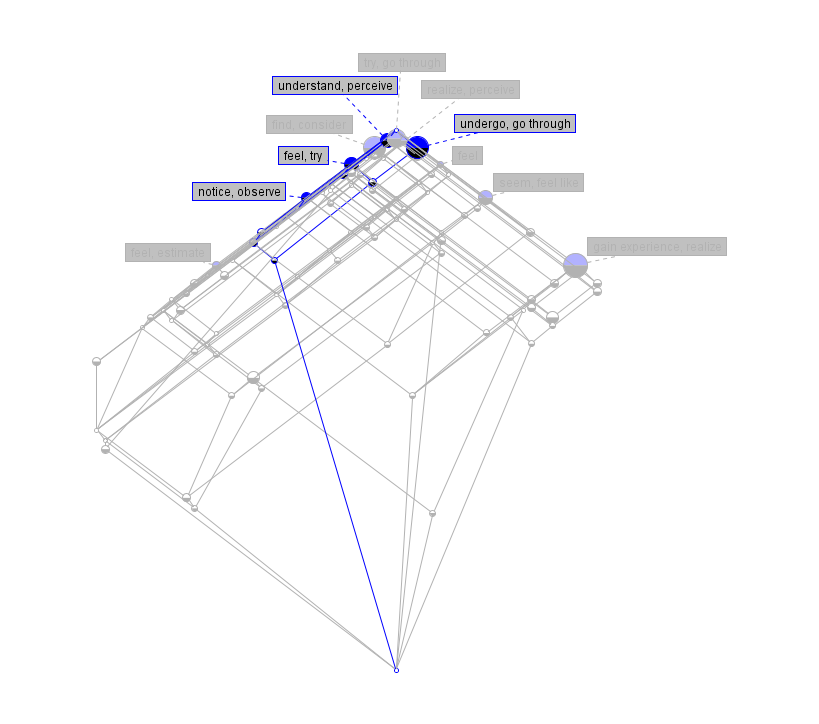 try, go through
understand, perceive
realize, perceive
find, consider
undergo, go through
feel, try
feel
seem, feel like
notice, observe
feel, estimate
gain experience, realize